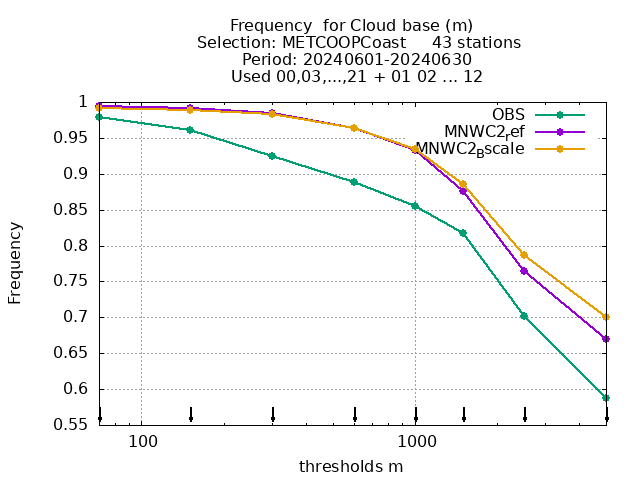 Frequency  for Cloud base (m)
Selection: METCOOPCoast     43 stations
Period: 20240601-20240630
Used 00,03,...,21 + 01 02 ... 12
OBS
MNWC2_ref
MNWC2_Bscale
1
0.95
0.9
0.85
0.8
0.75
0.7
0.65
0.6
0.55
Frequency
100
1000
thresholds m